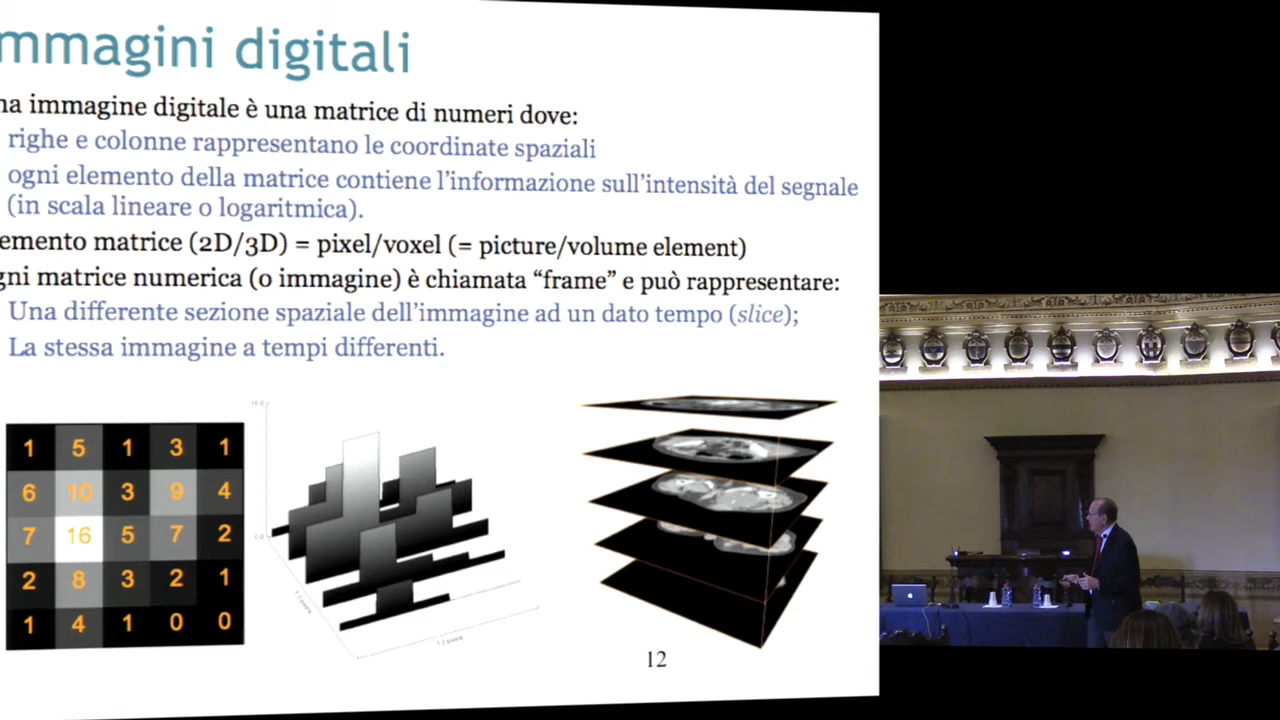 mmagini digitali
na immagine digitale è una matrice di numeri dove:
righe e colonne rappresentano le coordinate spaziali
ogni elemento della matrice contiene l'informazione sull'intensità del segnale
(in scala lineare o logaritmica).
emento matrice (2D/3D) = pixel/voxel (= picture/volume element)
gni matrice numerica (o immagine) è chiamata “frame” e può rappresentare:
Una differente sezione spaziale dell'immagine ad un dato tempo (slice);
La stessa immagine a tempi differenti.
1 5 1 3 1
6 10 3 9 4
7 16 5 7 2
2 8 3 2 1
1 4 1 0 0
12